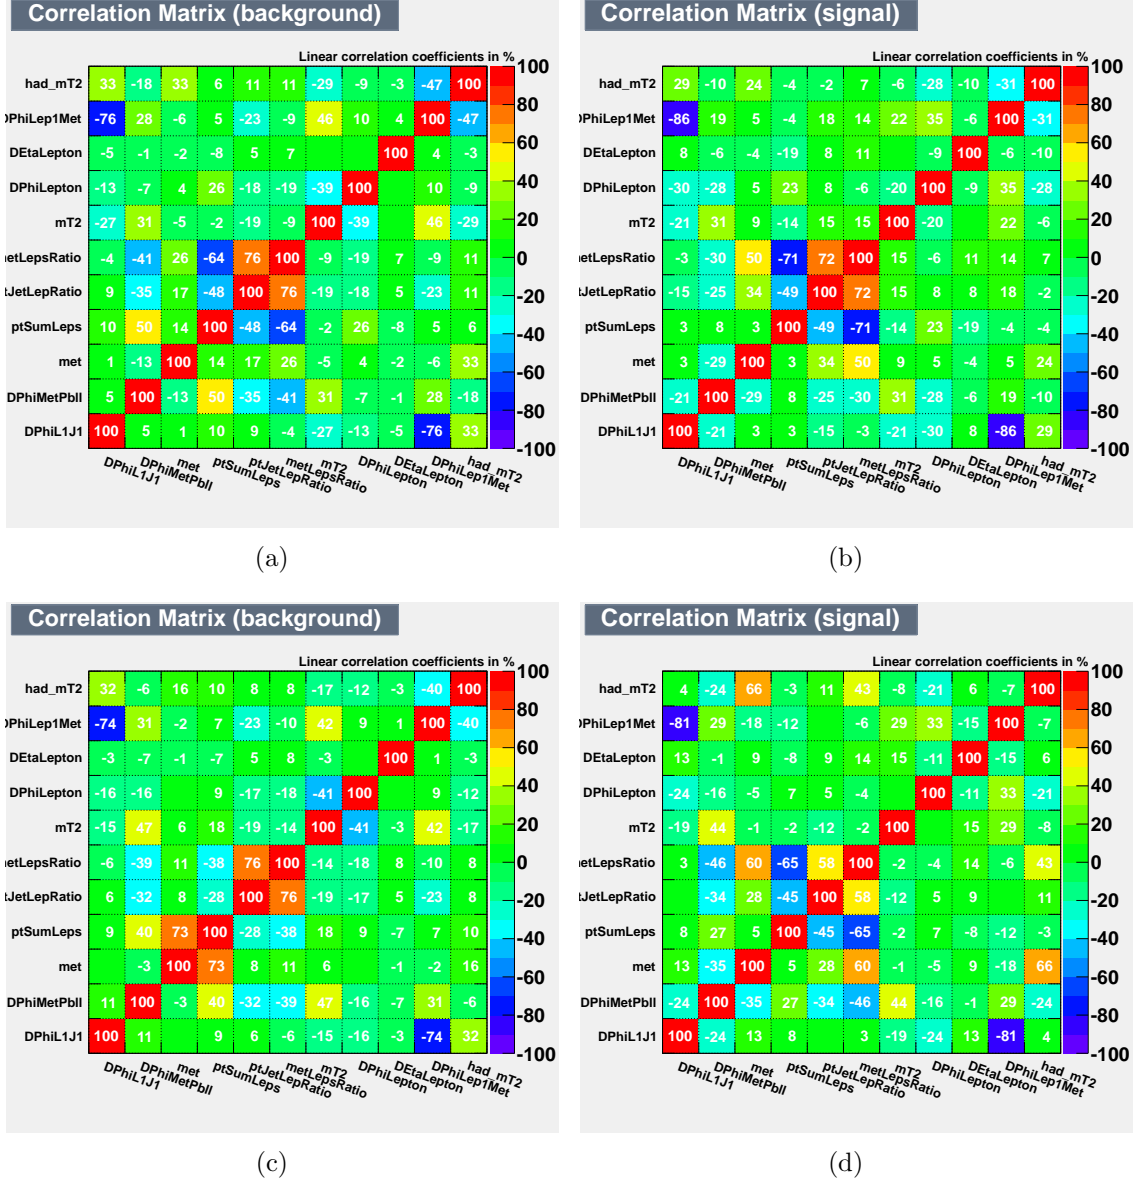 Correlation Matrix (background)
Linear correlation coefficients in %
had_mT2 33 -18 33 6 11 11 -29 -9 -3 -47 100
PhiLep1Met -76 28 -6 5 -23 -9 46 10 4 100 -47
DEtaLepton -5 -1 -2 -8 5 7 100 4 -3
DPhiLepton -13 -7 4 26 -18 -19 -39 100 10 -9
mT2 -27 31 -5 -2 -19 -9 100 -39 46 -29
etLepsRatio -4 -41 26 -64 76 100 -9 -19 7 -9 11
tJetLepRatio 9 -35 17 -48 100 76 -19 -18 5 -23 11
ptSumLeps 10 50 14 100 -48 -64 -2 26 -8 5 6
met 1 -13 100 14 17 26 -5 4 -2 -6 33
DPhiMetPbll 5 100 -13 50 -35 -41 31 -7 -1 28 -18
DPhiL1J1 100 5 1 10 9 -4 -27 -13 -5 -76 33
DPhiL1J1 DPhiMetPbll met ptSumLeps ptJetLepRatio metLepsRatio mT2 DPhiLepton DEtaLepton DPhiLep1Met had_mT2
100
80
60
40
20
0
-20
-40
-60
-80
-100
(a)
Correlation Matrix (signal)
Linear correlation coefficients in %
had_mT2 29 -10 24 -4 -2 7 -6 -28 -10 -31 100
PhiLep1Met -86 19 5 -4 18 14 22 35 -6 100 -31
DEtaLepton 8 -6 -4 -19 8 11 -9 100 -6 -10
DPhiLepton -30 -28 5 23 8 -6 -20 100 -9 35 -28
mT2 -21 31 9 -14 15 15 100 -20 22 -6
etLepsRatio -3 -30 50 -71 72 100 15 -6 11 14 7
tJetLepRatio -15 -25 34 -49 100 72 15 8 8 18 -2
ptSumLeps 3 8 3 100 -49 -71 -14 23 -19 -4 -4
met 3 -29 100 3 34 50 9 5 -4 5 24
DPhiMetPbll -21 100 -29 8 -25 -30 31 -28 -6 19 -10
DPhiL1J1 100 -21 3 3 -15 -3 -21 -30 8 -86 29
DPhiL1J1 DPhiMetPbll met ptSumLeps ptJetLepRatio metLepsRatio mT2 DPhiLepton DEtaLepton DPhiLep1Met had_mT2
100
80
60
40
20
0
-20
-40
-60
-80
-100
(b)
Correlation Matrix (background)
Linear correlation coefficients in %
had_mT2 32 -6 16 10 8 8 -17 -12 -3 -40 100
PhiLep1Met -74 31 -2 7 -23 -10 42 9 1 100 -40
DEtaLepton -3 -7 -1 -7 5 8 -3 100 1 -3
DPhiLepton -16 -16 9 -17 -18 -41 100 9 -12
mT2 -15 47 6 18 -19 -14 100 -41 -3 42 -17
etLepsRatio -6 -39 11 -38 76 100 -14 -18 8 -10 8
tJetLepRatio 6 -32 8 -28 100 76 -19 -17 5 -23 8
ptSumLeps 9 40 73 100 -28 -38 18 9 -7 7 10
met -3 100 73 8 11 6 -1 -2 16
DPhiMetPbll 11 100 -3 40 -32 -39 47 -16 -7 31 -6
DPhiL1J1 100 11 9 6 -6 -15 -16 -3 -74 32
DPhiL1J1 DPhiMetPbll met ptSumLeps ptJetLepRatio metLepsRatio mT2 DPhiLepton DEtaLepton DPhiLep1Met had_mT2
100
80
60
40
20
0
-20
-40
-60
-80
-100
(c)
Correlation Matrix (signal)
Linear correlation coefficients in %
had_mT2 4 -24 66 -3 11 43 -8 -21 6 -7 100
PhiLep1Met -81 29 -18 -12 -6 29 33 -15 100 -7
DEtaLepton 13 -1 9 -8 9 14 15 -11 100 -15 6
DPhiLepton -24 -16 -5 7 5 -4 100 -11 33 -21
mT2 -19 44 -1 -2 -12 -2 100 15 29 -8
etLepsRatio 3 -46 60 -65 58 100 -2 -4 14 -6 43
tJetLepRatio -34 28 -45 100 58 -12 5 9 11
ptSumLeps 8 27 5 100 -45 -65 -2 7 -8 -12 -3
met 13 -35 100 5 28 60 -1 -5 9 -18 66
DPhiMetPbll -24 100 -35 27 -34 -46 44 -16 -1 29 -24
DPhiL1J1 100 -24 13 8 3 -19 -24 13 -81 4
DPhiL1J1 DPhiMetPbll met ptSumLeps ptJetLepRatio metLepsRatio mT2 DPhiLepton DEtaLepton DPhiLep1Met had_mT2
100
80
60
40
20
0
-20
-40
-60
-80
-100
(d)